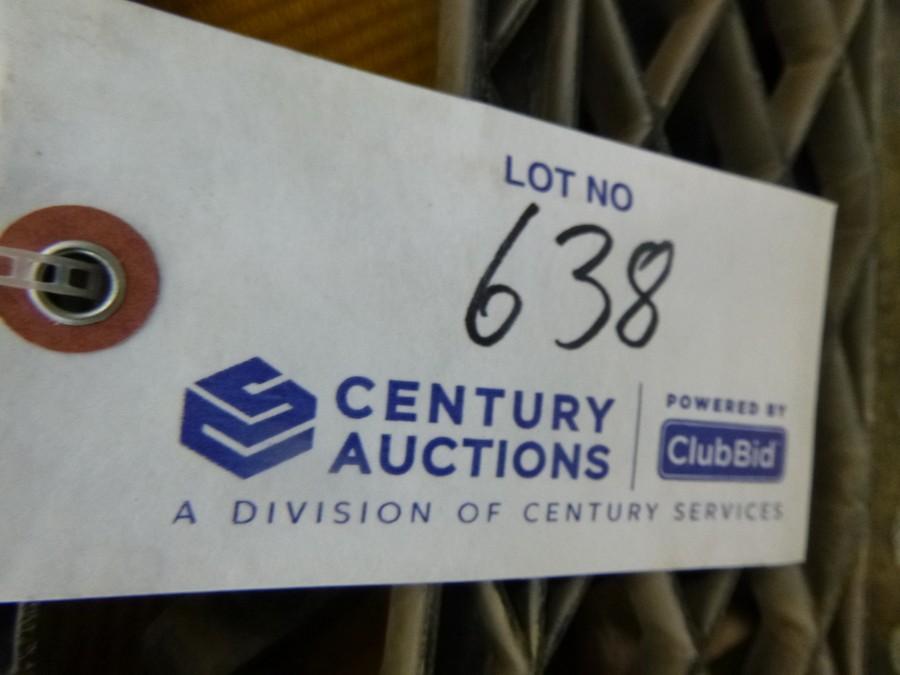 LOT NO
638
CENTURY
AUCTIONS
POWERED BY
ClubBid
A DIVISION OF CENTURY SERVICES